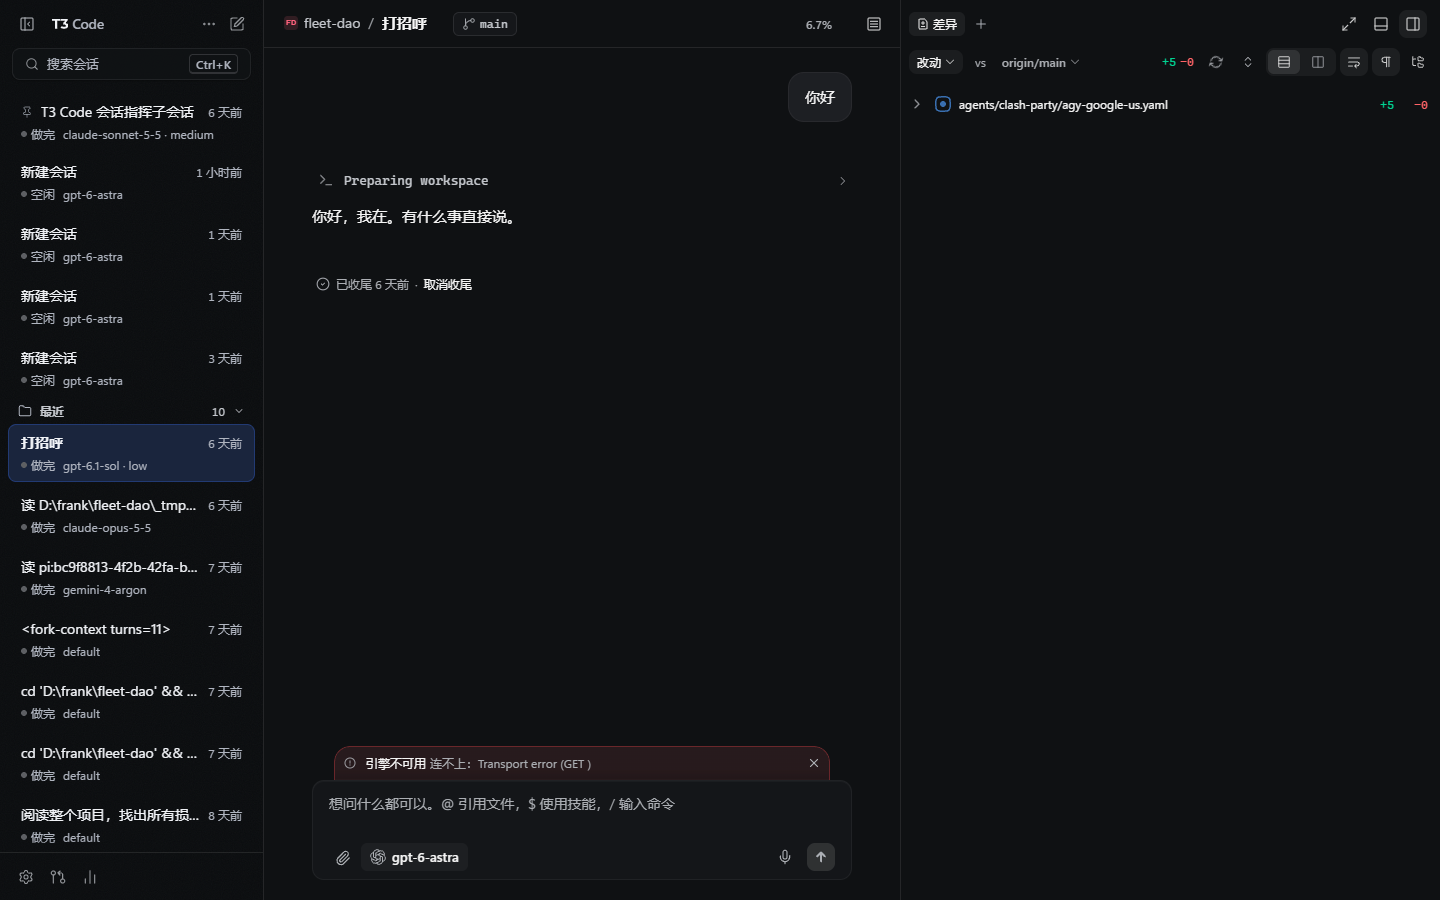 T3 Code
搜索会话
Ctrl+K
T3 Code 会话指挥子会话
6 天前
做完 claude-sonnet-5-5 · medium
新建会话
1 小时前
空闲 gpt-6-astra
新建会话
1 天前
空闲 gpt-6-astra
新建会话
1 天前
空闲 gpt-6-astra
新建会话
3 天前
空闲 gpt-6-astra
最近
10
打招呼
6 天前
做完 gpt-6.1-sol · low
读 D:\frank\fleet-dao\_tmp...
6 天前
做完 claude-opus-5-5
读 pi:bc9f8813-4f2b-42fa-b...
7 天前
做完 gemini-4-argon
<fork-context turns=11>
7 天前
做完 default
cd 'D:\frank\fleet-dao' && ...
7 天前
做完 default
cd 'D:\frank\fleet-dao' && ...
7 天前
做完 default
阅读整个项目，找出所有损...
8 天前
做完 default
FD fleet-dao / 打招呼
main
6.7%
你好
Preparing workspace
你好，我在。有什么事直接说。
已收尾 6 天前 · 取消收尾
引擎不可用 连不上：Transport error (GET )
想问什么都可以。@ 引用文件，$ 使用技能，/ 输入命令
gpt-6-astra
差异
改动 vs origin/main
+5 −0
agents/clash-party/agy-google-us.yaml
+5 −0